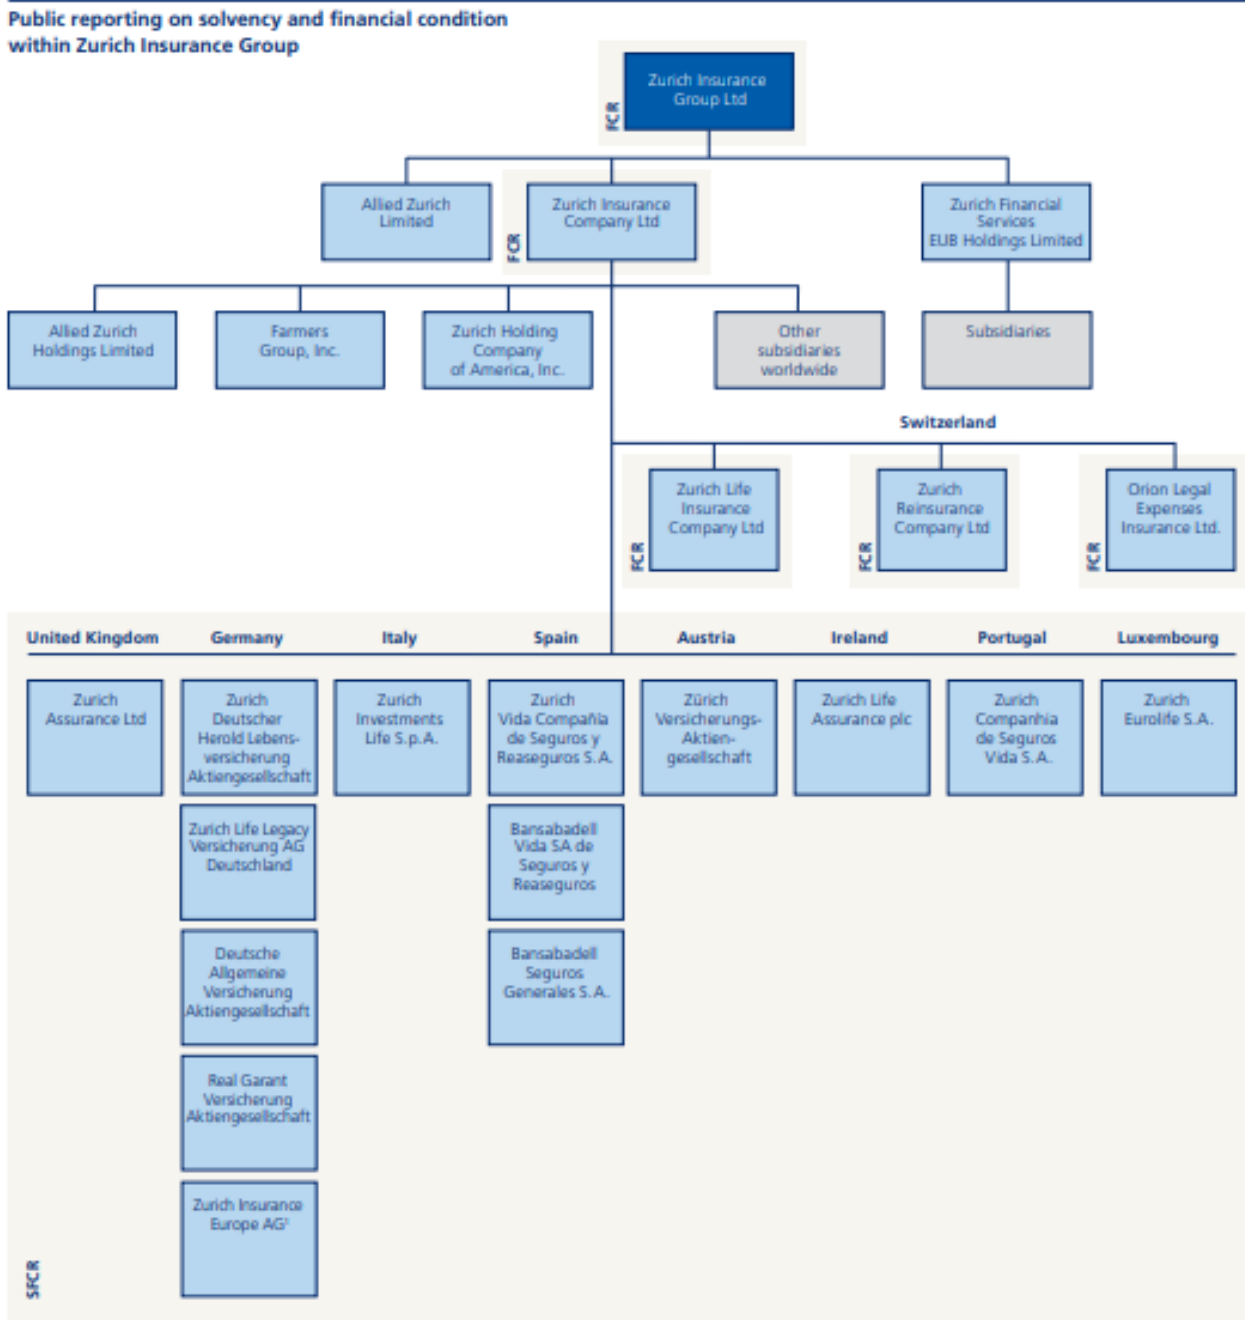 Public reporting on solvency and financial condition
within Zurich Insurance Group
Zurich Insurance
Group Ltd
FCR
Allied Zurich
Limited
Zurich Insurance
Company Ltd
FCR
Zurich Financial
Services
EUB Holdings Limited
Allied Zurich
Holdings Limited
Farmers
Group, Inc.
Zurich Holding
Company
of America, Inc.
Other
subsidiaries
worldwide
Subsidiaries
Switzerland
Zurich Life
Insurance
Company Ltd
FCR
Zurich
Reinsurance
Company Ltd
FCR
Orion Legal
Expenses
Insurance Ltd.
FCR
United Kingdom
Germany
Italy
Spain
Austria
Ireland
Portugal
Luxembourg
Zurich
Assurance Ltd
Zurich
Deutscher
Herold Lebens-
versicherung
Aktiengesellschaft
Zurich
Investments
Life S.p.A.
Zurich
Vida Compañía
de Seguros y
Reaseguros S.A.
Zürich
Versicherungs-
Aktien-
gesellschaft
Zurich Life
Assurance plc
Zurich
Companhia
de Seguros
Vida S.A.
Zurich
Eurolife S.A.
Zurich Life Legacy
Versicherung AG
Deutschland
Bansabadell
Vida SA de
Seguros y
Reaseguros
Deutsche
Allgemeine
Versicherung
Aktiengesellschaft
Bansabadell
Seguros
Generales S.A.
Real Garant
Versicherung
Aktiengesellschaft
Zurich Insurance
Europe AG¹
SFCR